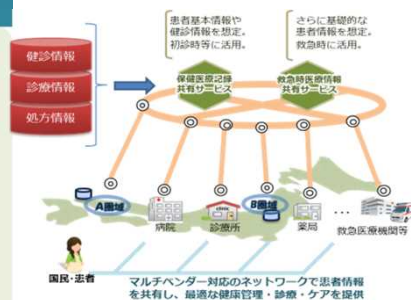 患者基本情報や
健診情報を想定。
初診時等に活用。
さらに基礎的な
患者情報を想定。
救急時に活用。
健診情報
診療情報
処方情報
保健医療記録
共有サービス
救急時医療情報
共有サービス
A圏域
病院
診療所
B圏域
薬局
…
救急医療機関等
国民・患者
マルチベンダー対応のネットワークで患者情報
を共有し、最適な健康管理・診療・ケアを提供